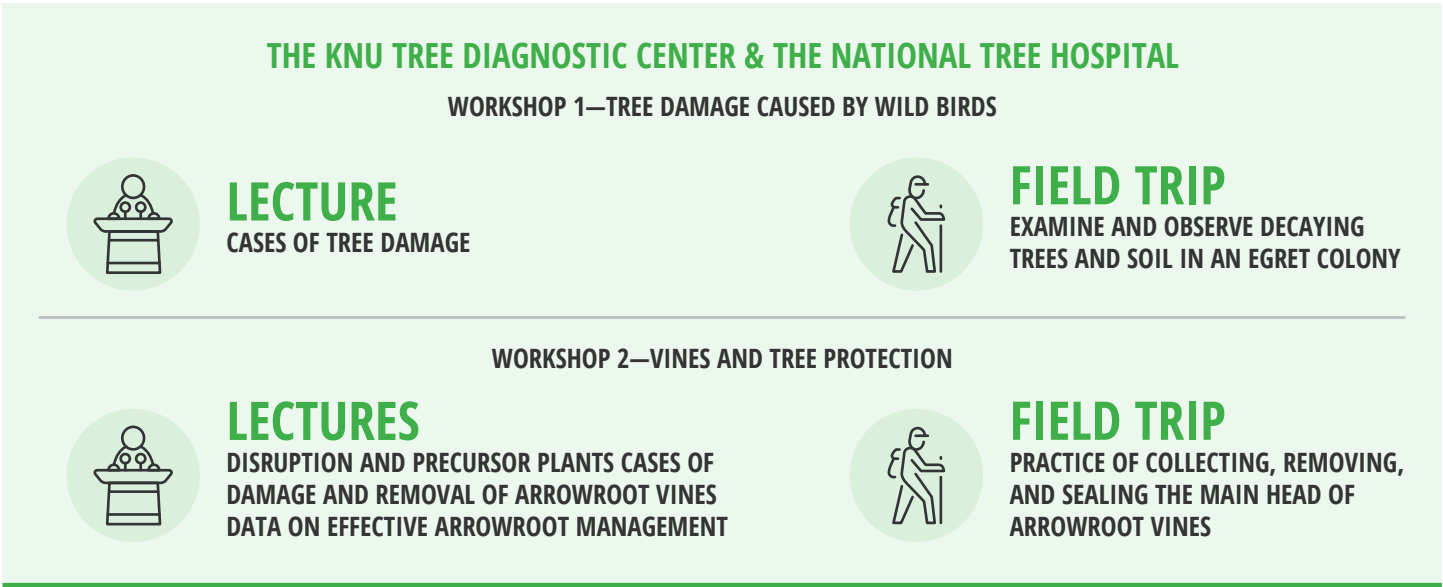 THE KNU TREE DIAGNOSTIC CENTER & THE NATIONAL TREE HOSPITAL
WORKSHOP 1—TREE DAMAGE CAUSED BY WILD BIRDS
LECTURE
CASES OF TREE DAMAGE
FIELD TRIP
EXAMINE AND OBSERVE DECAYING
TREES AND SOIL IN AN EGRET COLONY
WORKSHOP 2—VINES AND TREE PROTECTION
LECTURES
DISRUPTION AND PRECURSOR PLANTS CASES OF
DAMAGE AND REMOVAL OF ARROWROOT VINES
DATA ON EFFECTIVE ARROWROOT MANAGEMENT
FIELD TRIP
PRACTICE OF COLLECTING, REMOVING,
AND SEALING THE MAIN HEAD OF
ARROWROOT VINES